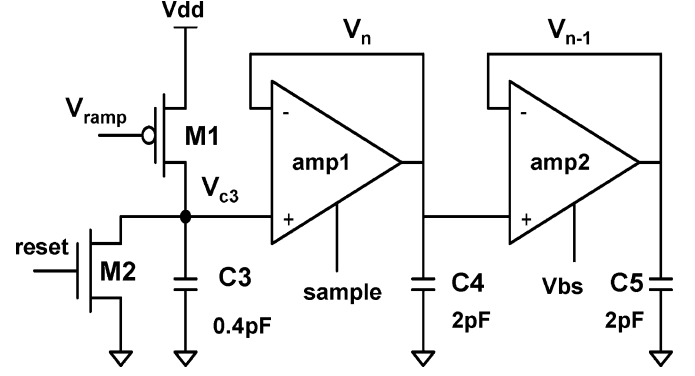 Vdd
Vn
Vn-1
Vramp
M1
-
amp1
-
amp2
Vc3
+
+
reset
M2
C3
sample
C4
Vbs
C5
0.4pF
2pF
2pF